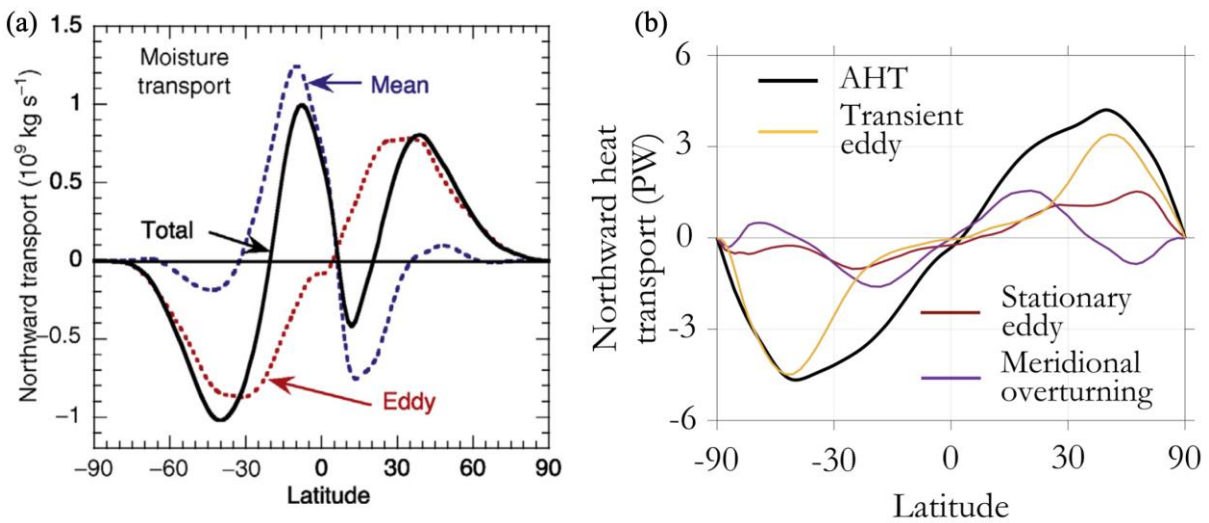 (a)
1.5
1
0.5
0
−0.5
−1
Northward transport (10⁹ kg s⁻¹)
Moisture
transport
Mean
Total
Eddy
−90 −60 −30 0 30 60 90
Latitude
(b)
6
3
0
-3
-6
Northward heat
transport (PW)
AHT
Transient
eddy
Stationary
eddy
Meridional
overturning
-90 -30 0 30 90
Latitude